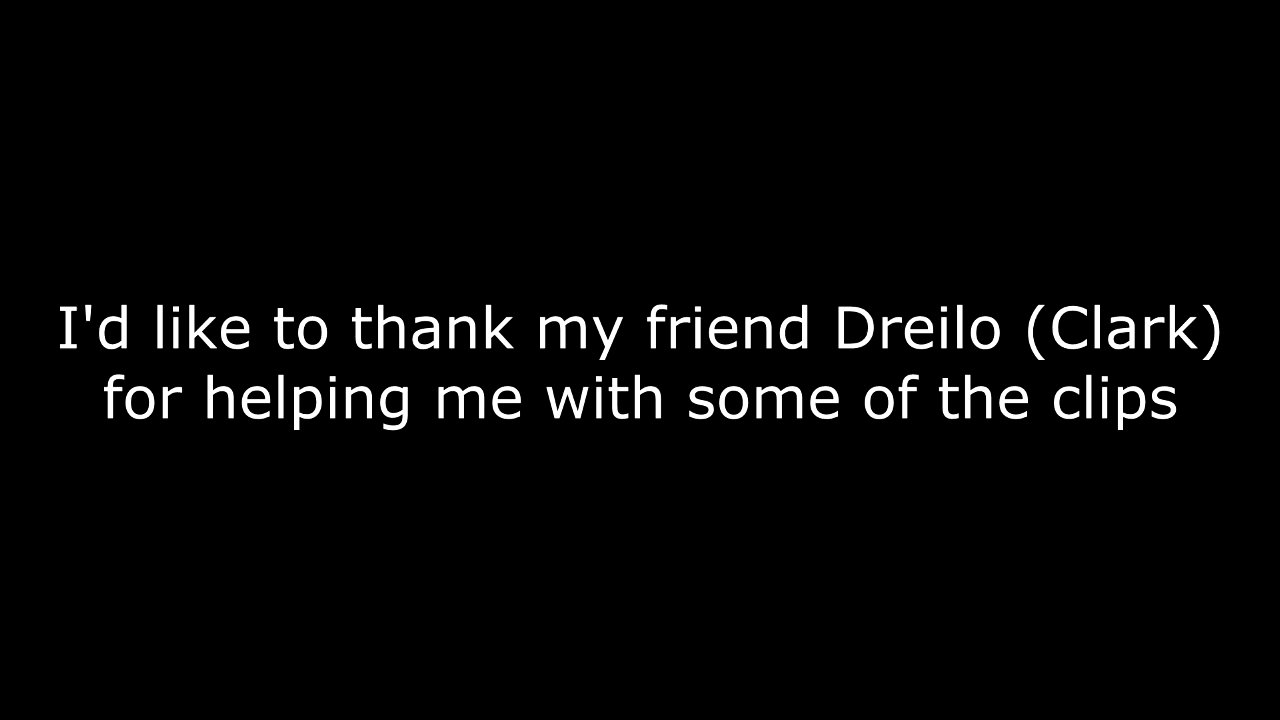 I'd like to thank my friend Dreilo (Clark)
for helping me with some of the clips